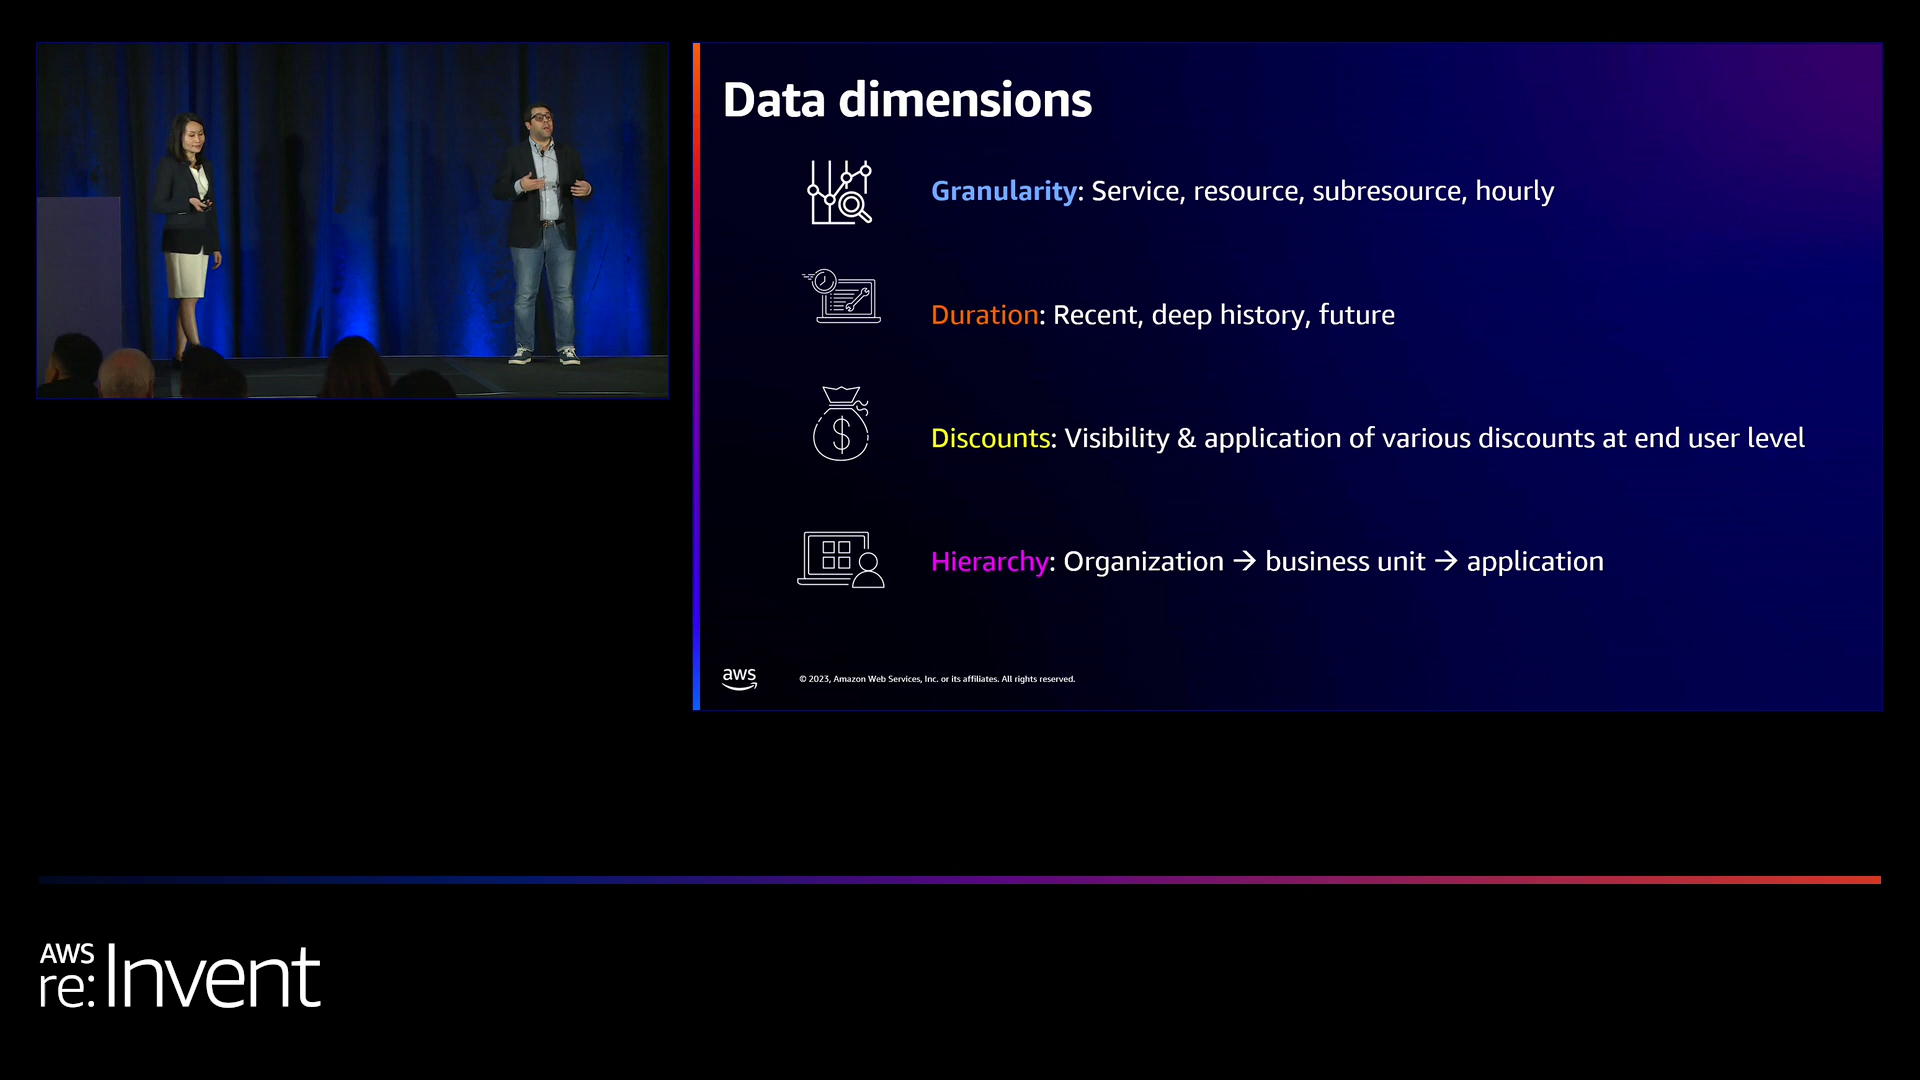 Data dimensions
Granularity: Service, resource, subresource, hourly
Duration: Recent, deep history, future
$
Discounts: Visibility & application of various discounts at end user level
Hierarchy: Organization → business unit → application
aws
© 2023, Amazon Web Services, Inc. or its affiliates. All rights reserved.
AWS
re:Invent